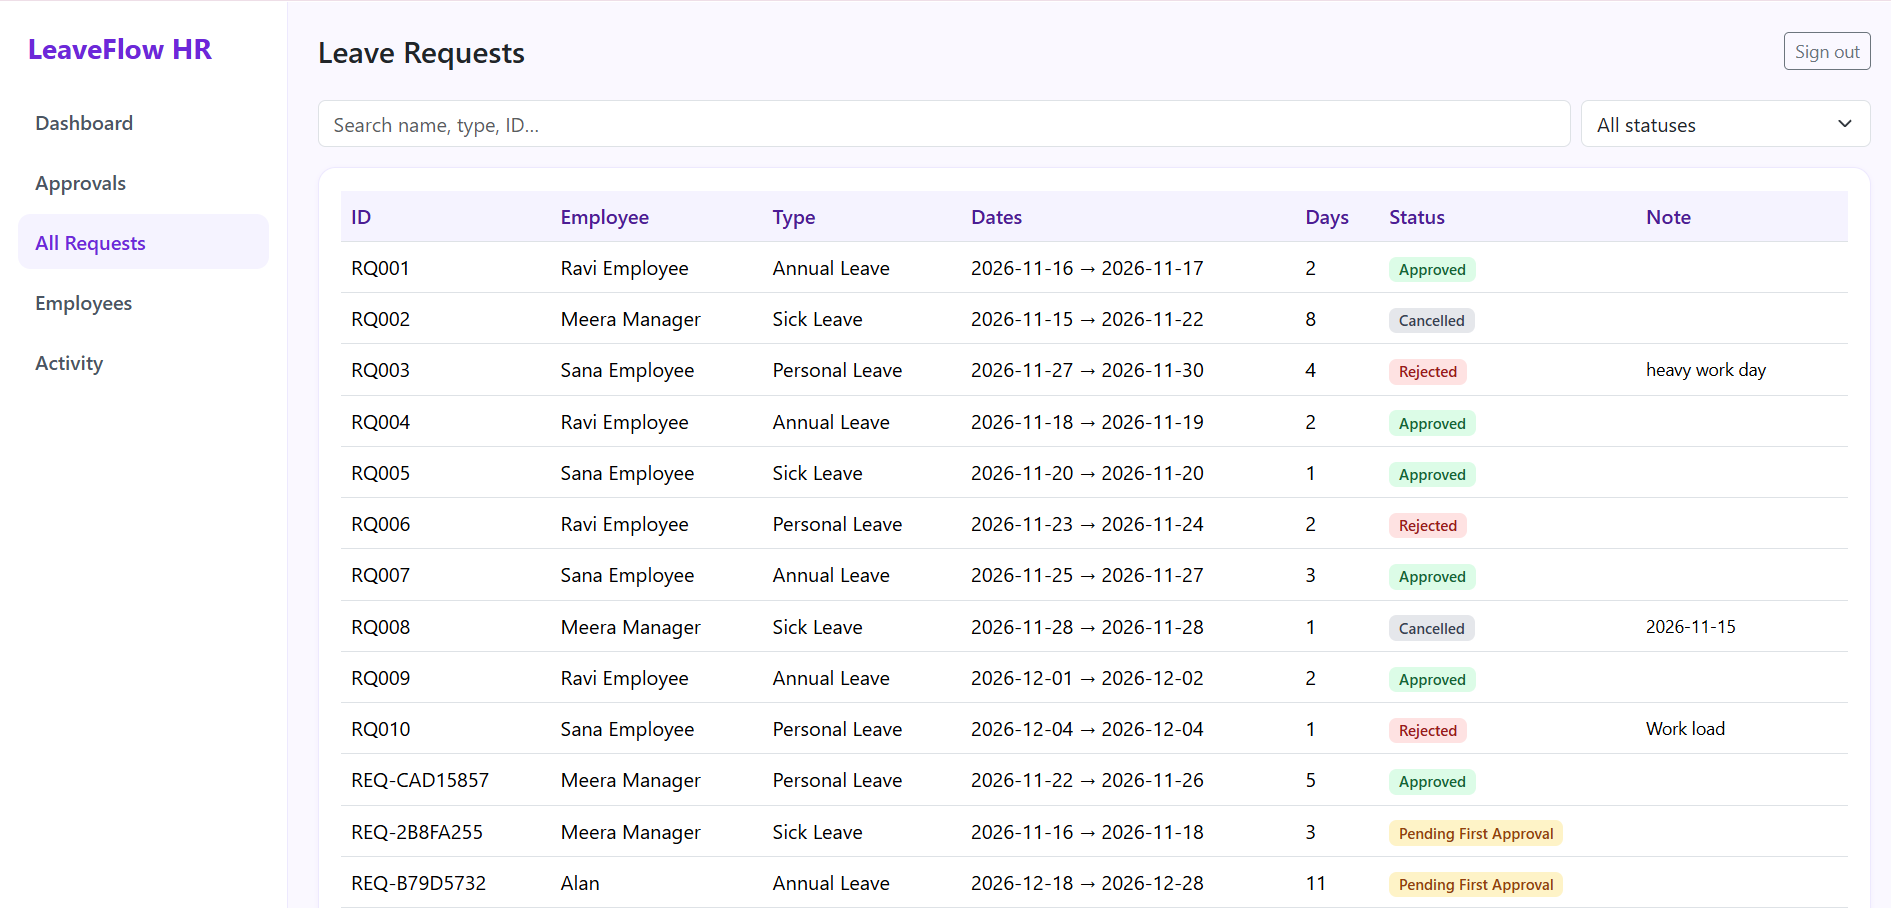 LeaveFlow HR
Dashboard
Approvals
All Requests
Employees
Activity
Leave Requests
Sign out
Search name, type, ID...
All statuses
ID Employee Type Dates Days Status Note
RQ001 Ravi Employee Annual Leave 2026-11-16 → 2026-11-17 2 Approved
RQ002 Meera Manager Sick Leave 2026-11-15 → 2026-11-22 8 Cancelled
RQ003 Sana Employee Personal Leave 2026-11-27 → 2026-11-30 4 Rejected heavy work day
RQ004 Ravi Employee Annual Leave 2026-11-18 → 2026-11-19 2 Approved
RQ005 Sana Employee Sick Leave 2026-11-20 → 2026-11-20 1 Approved
RQ006 Ravi Employee Personal Leave 2026-11-23 → 2026-11-24 2 Rejected
RQ007 Sana Employee Annual Leave 2026-11-25 → 2026-11-27 3 Approved
RQ008 Meera Manager Sick Leave 2026-11-28 → 2026-11-28 1 Cancelled 2026-11-15
RQ009 Ravi Employee Annual Leave 2026-12-01 → 2026-12-02 2 Approved
RQ010 Sana Employee Personal Leave 2026-12-04 → 2026-12-04 1 Rejected Work load
REQ-CAD15857 Meera Manager Personal Leave 2026-11-22 → 2026-11-26 5 Approved
REQ-2B8FA255 Meera Manager Sick Leave 2026-11-16 → 2026-11-18 3 Pending First Approval
REQ-B79D5732 Alan Annual Leave 2026-12-18 → 2026-12-28 11 Pending First Approval